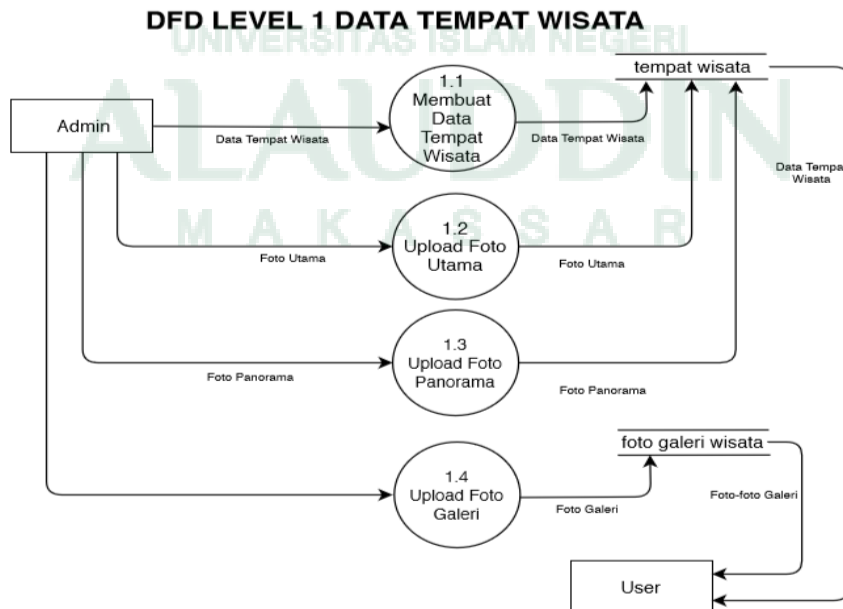 DFD LEVEL 1 DATA TEMPAT WISATA
UNIVERSITAS ISLAM NEGERI
ALAUDDIN
MAKASSAR
tempat wisata
1.1
Membuat
Data
Tempat
Wisata
Admin
Data Tempat Wisata
Data Tempat Wisata
Data Tempat
Wisata
1.2
Upload Foto
Utama
Foto Utama
Foto Utama
1.3
Upload Foto
Panorama
Foto Panorama
Foto Panorama
foto galeri wisata
1.4
Upload Foto
Galeri
Foto Galeri
Foto-foto Galeri
User